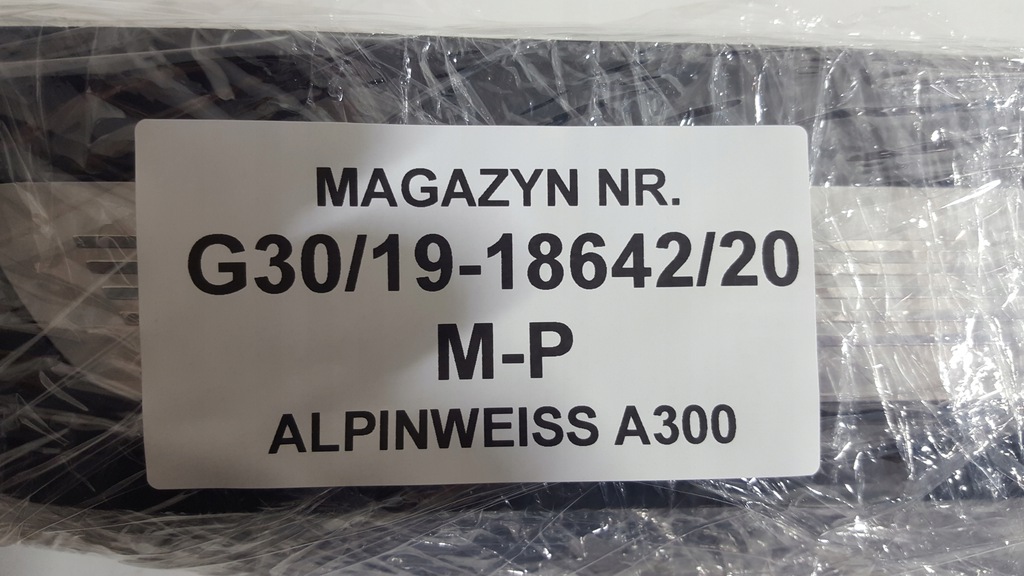 MAGAZYN NR.
G30/19-18642/20
M-P
ALPINWEISS A300